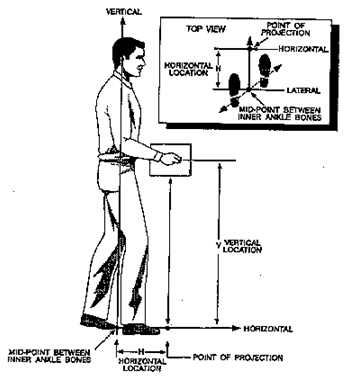 VERTICAL
TOP VIEW
POINT OF
PROJECTION
HORIZONTAL
HORIZONTAL
LOCATION
H
LATERAL
MID-POINT BETWEEN
INNER ANKLE BONES
V
VERTICAL
LOCATION
HORIZONTAL
MID-POINT BETWEEN
INNER ANKLE BONES
H
HORIZONTAL
LOCATION
POINT OF PROJECTION